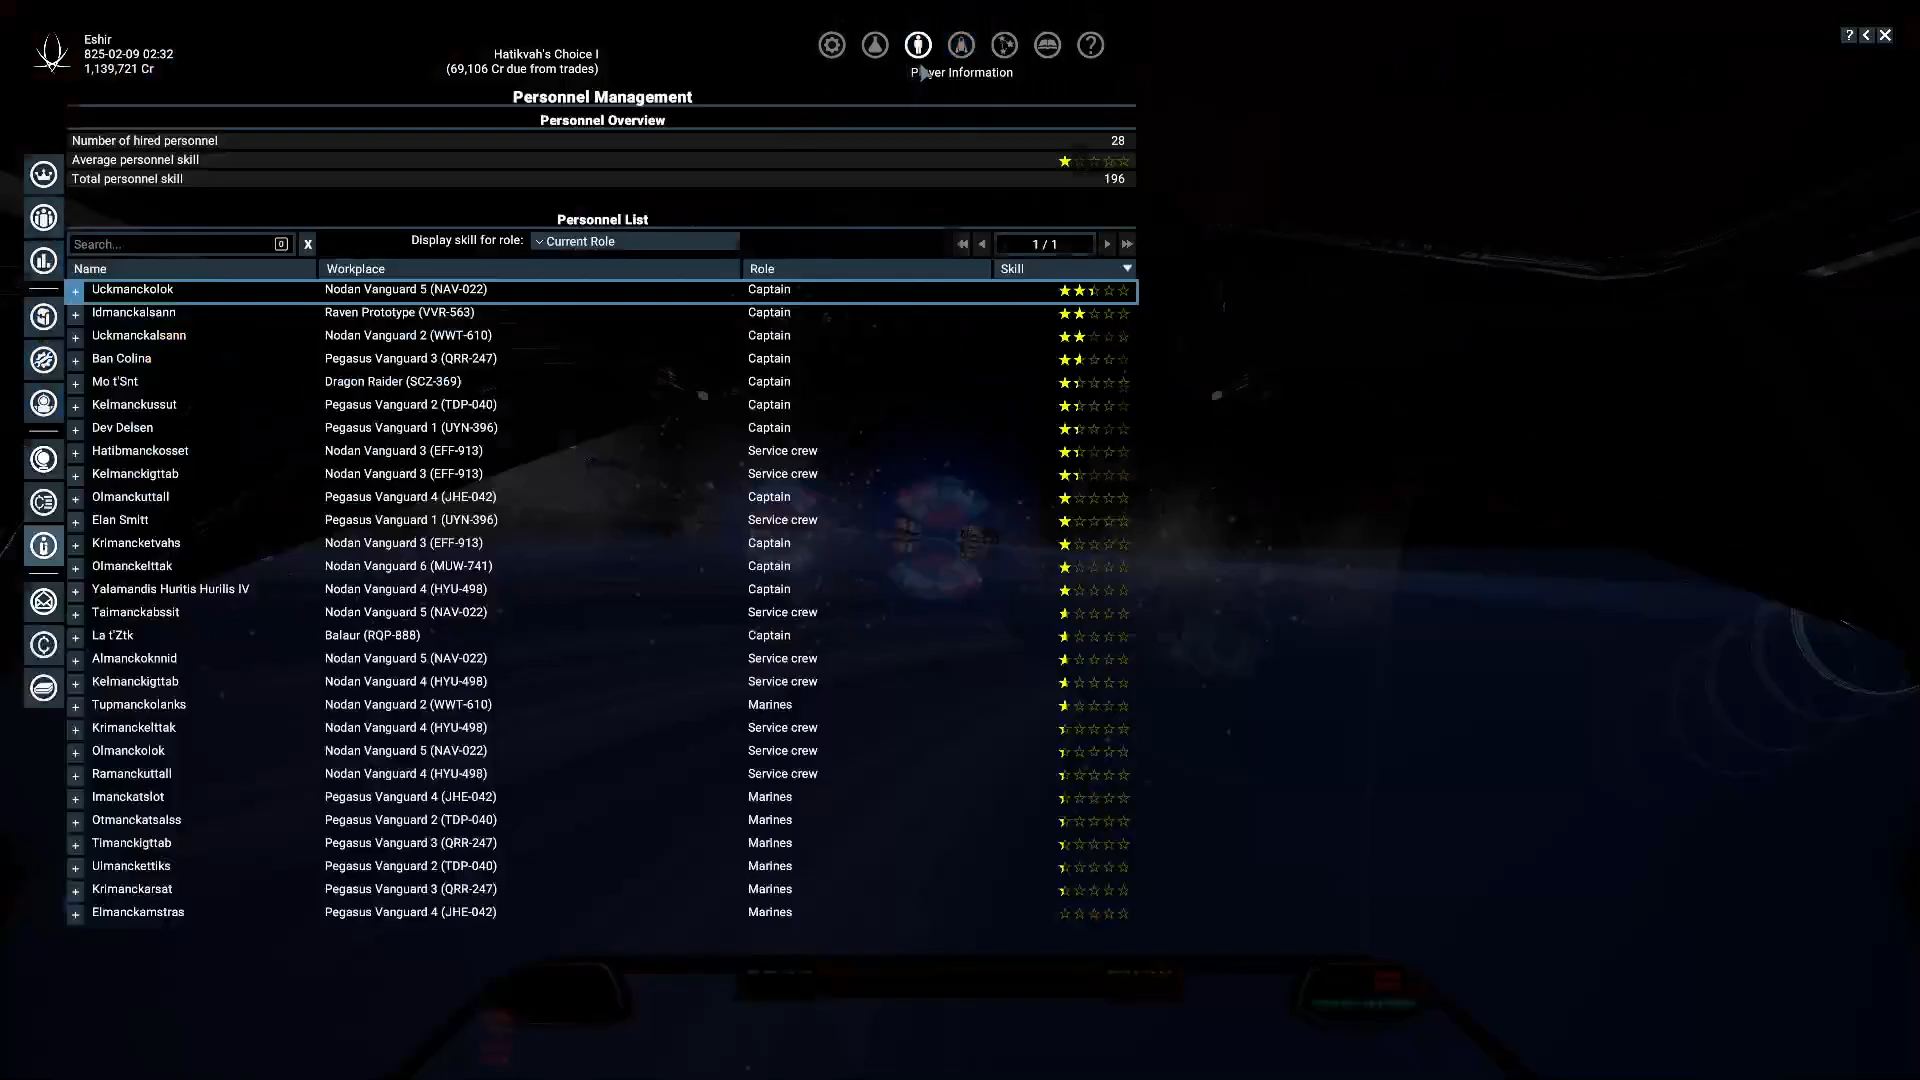 Eshir
825-02-09 02:32
1,139,721 Cr
Hatikvah's Choice I
(69,106 Cr due from trades)
Player Information
? < X
Personnel Management
Personnel Overview
Number of hired personnel 28
Average personnel skill
Total personnel skill 196
Personnel List
Search... 0 X Display skill for role: Current Role 1 / 1
Name Workplace Role Skill
+ Uckmanckolok Nodan Vanguard 5 (NAV-022) Captain
+ Idmanckalsann Raven Prototype (VVR-563) Captain
+ Uckmanckalsann Nodan Vanguard 2 (WWT-610) Captain
+ Ban Colina Pegasus Vanguard 3 (QRR-247) Captain
+ Mo t'Snt Dragon Raider (SCZ-369) Captain
+ Kelmanckussut Pegasus Vanguard 2 (TDP-040) Captain
+ Dev Delsen Pegasus Vanguard 1 (UYN-396) Captain
+ Hatibmanckosset Nodan Vanguard 3 (EFF-913) Service crew
+ Kelmanckigttab Nodan Vanguard 3 (EFF-913) Service crew
+ Olmanckuttall Pegasus Vanguard 4 (JHE-042) Captain
+ Elan Smitt Pegasus Vanguard 1 (UYN-396) Service crew
+ Krimancketvahs Nodan Vanguard 3 (EFF-913) Captain
+ Olmanckelttak Nodan Vanguard 6 (MUW-741) Captain
+ Yalamandis Huritis Hurilis IV Nodan Vanguard 4 (HYU-498) Captain
+ Taimanckabssit Nodan Vanguard 5 (NAV-022) Service crew
+ La t'Ztk Balaur (RQP-888) Captain
+ Almanckoknnid Nodan Vanguard 5 (NAV-022) Service crew
+ Kelmanckigttab Nodan Vanguard 4 (HYU-498) Service crew
+ Tupmanckolanks Nodan Vanguard 2 (WWT-610) Marines
+ Krimanckelttak Nodan Vanguard 4 (HYU-498) Service crew
+ Olmanckolok Nodan Vanguard 5 (NAV-022) Service crew
+ Ramanckuttall Nodan Vanguard 4 (HYU-498) Service crew
+ Imanckatslot Pegasus Vanguard 4 (JHE-042) Marines
+ Otmanckatsalss Pegasus Vanguard 2 (TDP-040) Marines
+ Timanckigttab Pegasus Vanguard 3 (QRR-247) Marines
+ Ulmanckettiks Pegasus Vanguard 2 (TDP-040) Marines
+ Krimanckarsat Pegasus Vanguard 3 (QRR-247) Marines
+ Elmanckamstras Pegasus Vanguard 4 (JHE-042) Marines